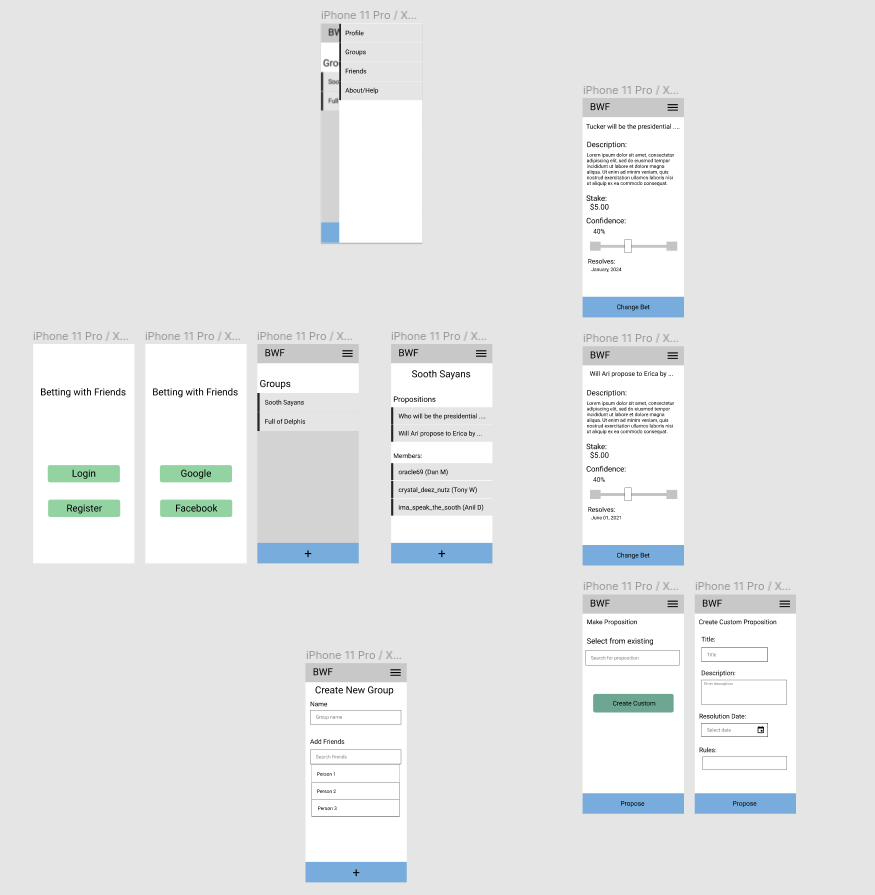 iPhone 11 Pro / X...
BW
Profile
Gro
Groups
Soo
Friends
Full
About/Help
iPhone 11 Pro / X...
BWF
Tucker will be the presidential ....
Description:
Lorem ipsum dolor sit amet, consectetur
adipiscing elit, sed do eiusmod tempor
incididunt ut labore et dolore magna
aliqua. Ut enim ad minim veniam, quis
nostrud exercitation ullamco laboris nisi
ut aliquip ex ea commodo consequat.
Stake:
$5.00
Confidence:
40%
Resolves:
January, 2024
Change Bet
iPhone 11 Pro / X...
Betting with Friends
Login
Register
iPhone 11 Pro / X...
Betting with Friends
Google
Facebook
iPhone 11 Pro / X...
BWF
Groups
Sooth Sayans
Full of Delphis
+
iPhone 11 Pro / X...
BWF
Sooth Sayans
Propositions
Who will be the presidential ....
Will Ari propose to Erica by ...
Members:
oracle69 (Dan M)
crystal_deez_nutz (Tony W)
ima_speak_the_sooth (Anil D)
+
iPhone 11 Pro / X...
BWF
Will Ari propose to Erica by ...
Description:
Lorem ipsum dolor sit amet, consectetur
adipiscing elit, sed do eiusmod tempor
incididunt ut labore et dolore magna
aliqua. Ut enim ad minim veniam, quis
nostrud exercitation ullamco laboris nisi
ut aliquip ex ea commodo consequat.
Stake:
$5.00
Confidence:
40%
Resolves:
June 01, 2021
Change Bet
iPhone 11 Pro / X...
BWF
Make Proposition
Select from existing
Search for proposition
Create Custom
Propose
iPhone 11 Pro / X...
BWF
Create Custom Proposition
Title:
Title
Description:
Enter description
Resolution Date:
Select date
Rules:
Propose
iPhone 11 Pro / X...
BWF
Create New Group
Name
Group name
Add Friends
Search friends
Person 1
Person 2
Person 3
+